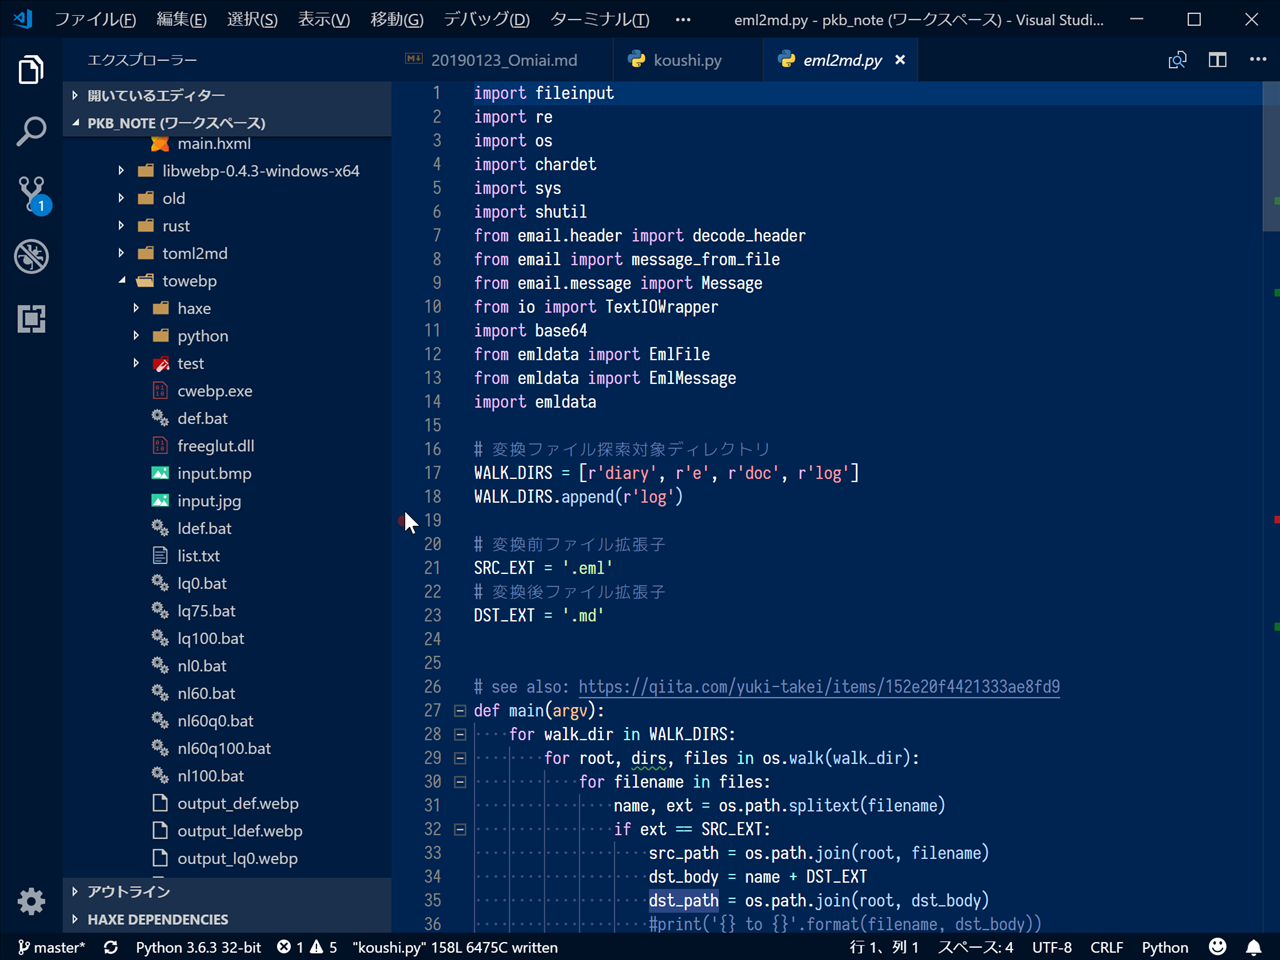 ファイル(F) 編集(E) 選択(S) 表示(V) 移動(G) デバッグ(D) ターミナル(T) ••• eml2md.py - pkb_note (ワークスペース) - Visual Studi...
エクスプローラー
20190123_Omiai.md koushi.py eml2md.py
開いているエディター
PKB_NOTE (ワークスペース)
main.hxml
libwebp-0.4.3-windows-x64
old
rust
toml2md
towebp
haxe
python
test
cwebp.exe
def.bat
freeglut.dll
input.bmp
input.jpg
ldef.bat
list.txt
lq0.bat
lq75.bat
lq100.bat
nl0.bat
nl60.bat
nl60q0.bat
nl60q100.bat
nl100.bat
output_def.webp
output_ldef.webp
output_lq0.webp
アウトライン
HAXE DEPENDENCIES
1
1 import fileinput
2 import re
3 import os
4 import chardet
5 import sys
6 import shutil
7 from email.header import decode_header
8 from email import message_from_file
9 from email.message import Message
10 from io import TextIOWrapper
11 import base64
12 from emldata import EmlFile
13 from emldata import EmlMessage
14 import emldata
15
16 # 変換ファイル探索対象ディレクトリ
17 WALK_DIRS = [r'diary', r'e', r'doc', r'log']
18 WALK_DIRS.append(r'log')
19
20 # 変換前ファイル拡張子
21 SRC_EXT = '.eml'
22 # 変換後ファイル拡張子
23 DST_EXT = '.md'
24
25
26 # see also: https://qiita.com/yuki-takei/items/152e20f4421333ae8fd9
27 def main(argv):
28 for walk_dir in WALK_DIRS:
29 for root, dirs, files in os.walk(walk_dir):
30 for filename in files:
31 name, ext = os.path.splitext(filename)
32 if ext == SRC_EXT:
33 src_path = os.path.join(root, filename)
34 dst_body = name + DST_EXT
35 dst_path = os.path.join(root, dst_body)
36 #print('{} to {}'.format(filename, dst_body))
master* Python 3.6.3 32-bit 1 5 "koushi.py" 158L 6475C written 行 1、列 1 スペース: 4 UTF-8 CRLF Python